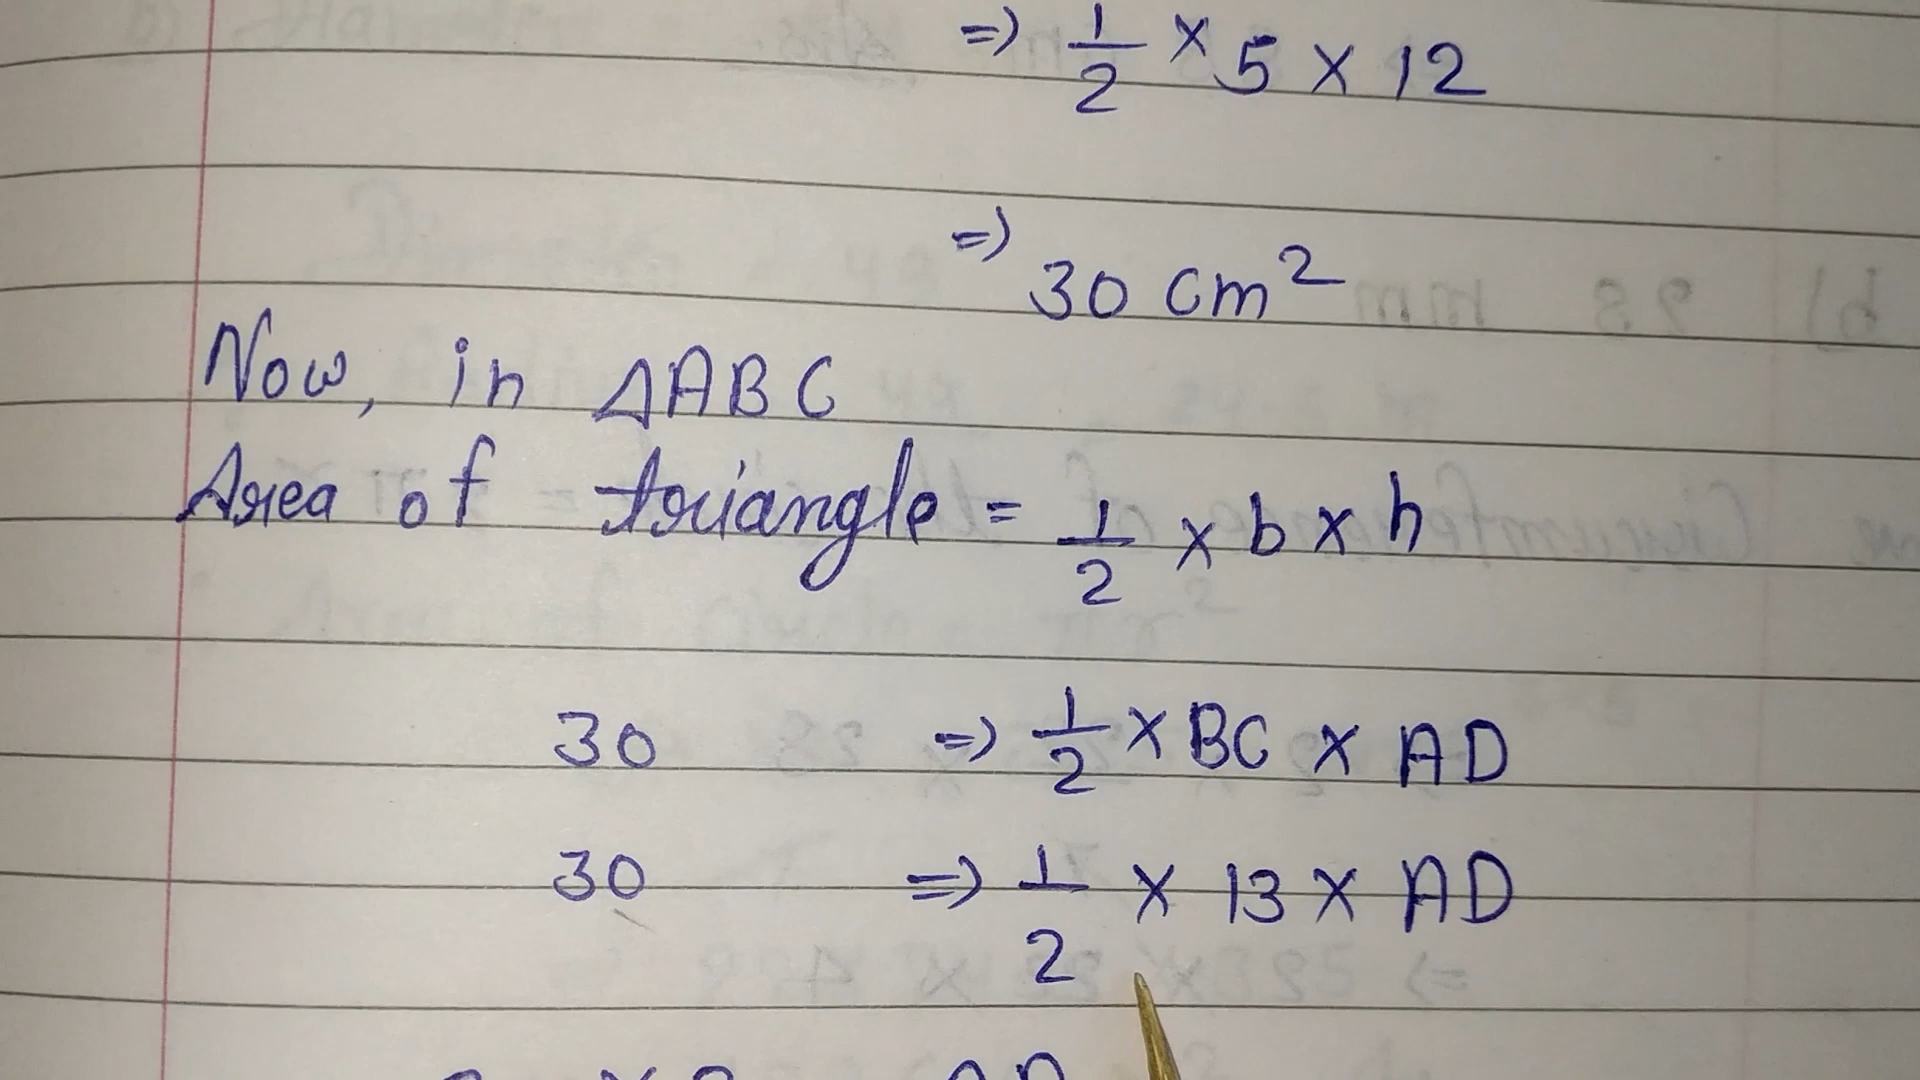 => 1/2 × 5 × 12
=> 30 cm²
Now, in △ABC
Area of triangle = 1/2 × b × h
30 => 1/2 × BC × AD
30 => 1/2 × 13 × AD